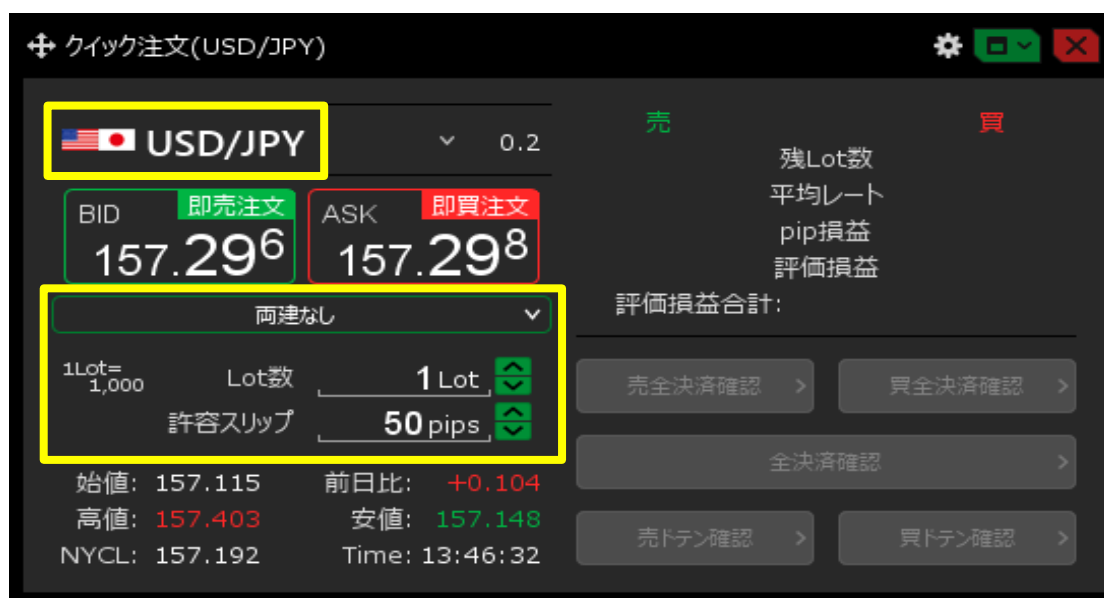 クイック注文(USD/JPY)
USD/JPY 0.2
BID 即売注文 157.296
ASK 即買注文 157.298
両建なし
1Lot= 1,000 Lot数 1 Lot
許容スリップ 50 pips
始値: 157.115 前日比: +0.104
高値: 157.403 安値: 157.148
NYCL: 157.192 Time: 13:46:32
売 買
残Lot数
平均レート
pip損益
評価損益
評価損益合計:
売全決済確認 > 買全決済確認 >
全決済確認 >
売ドテン確認 > 買ドテン確認 >